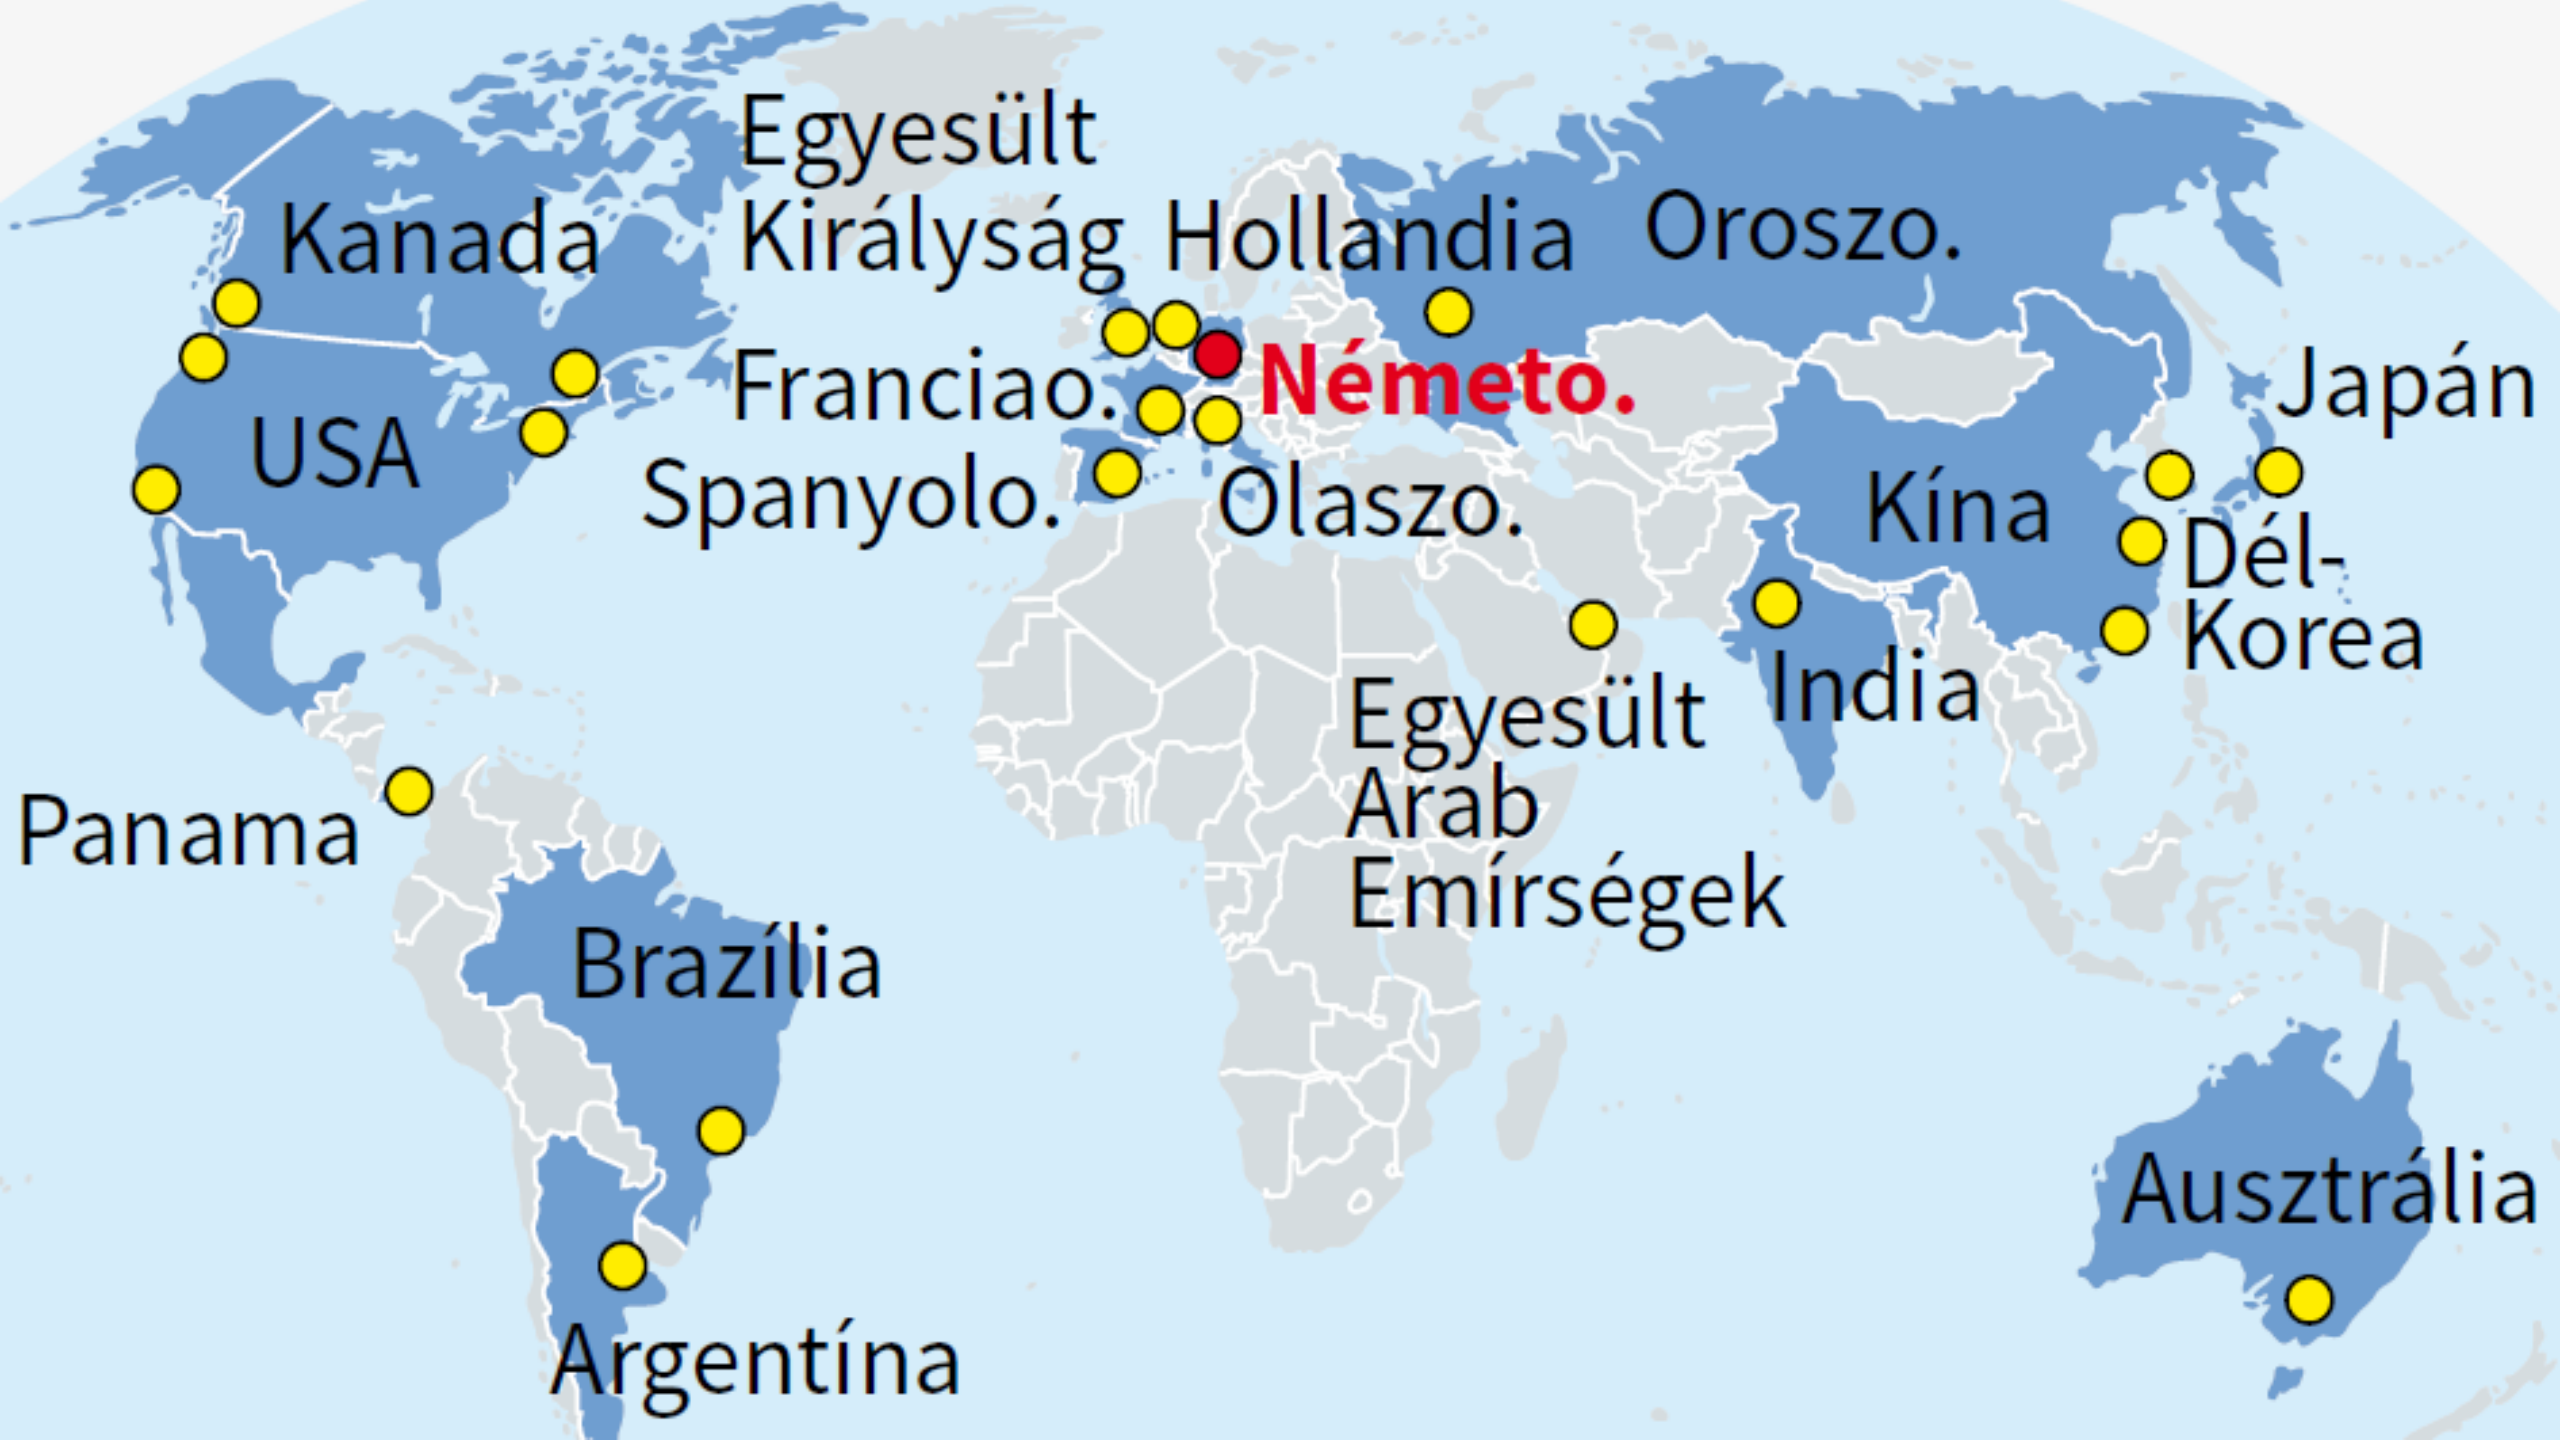 Egyesült
Királyság
Hollandia
Oroszo.
Kanada
Franciao.
Németo.
Japán
USA
Spanyolo.
Olaszo.
Kína
Dél-
Korea
India
Egyesült
Arab
Emírségek
Panama
Brazília
Ausztrália
Argentína